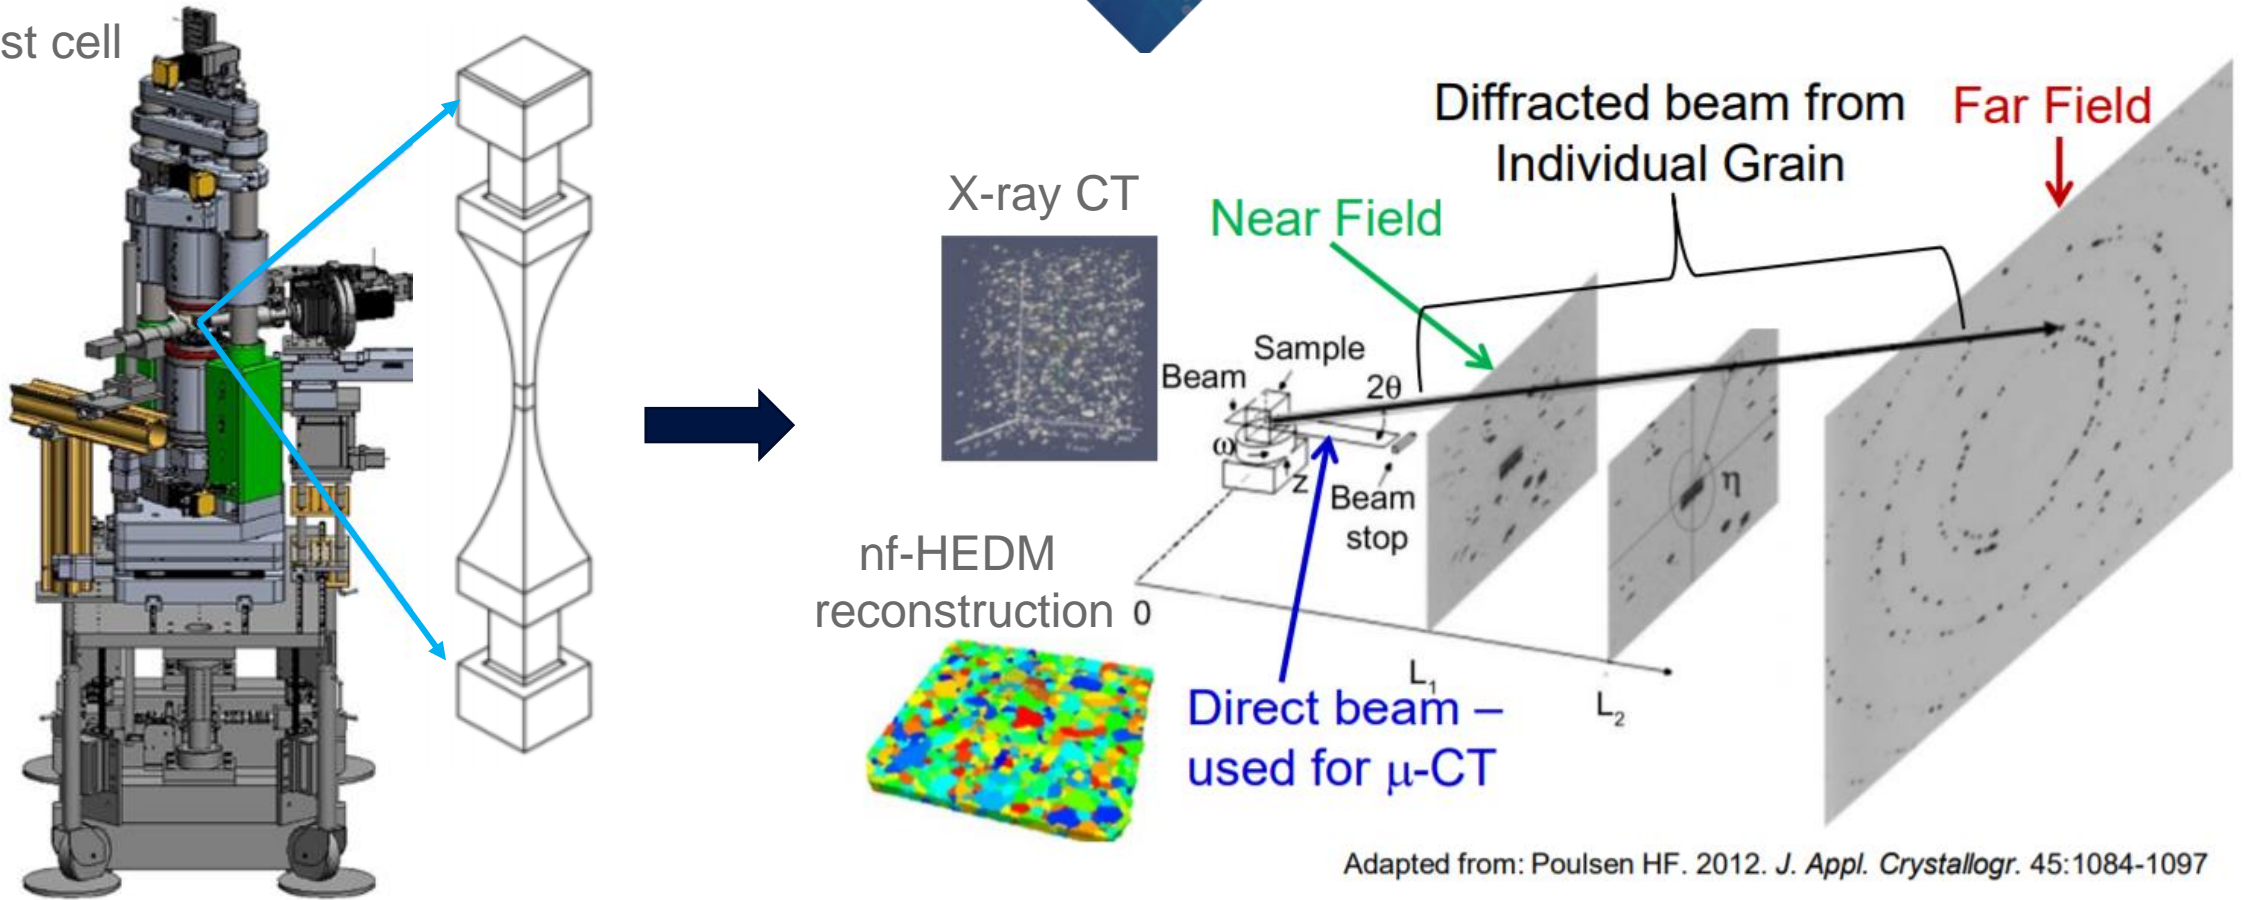 st cell
X-ray CT
nf-HEDM
reconstruction
Diffracted beam from
Individual Grain
Far Field
Near Field
Sample
Beam
2θ
ω
z
Beam
stop
η
0
L₁
L₂
Direct beam –
used for μ-CT
Adapted from: Poulsen HF. 2012. J. Appl. Crystallogr. 45:1084-1097